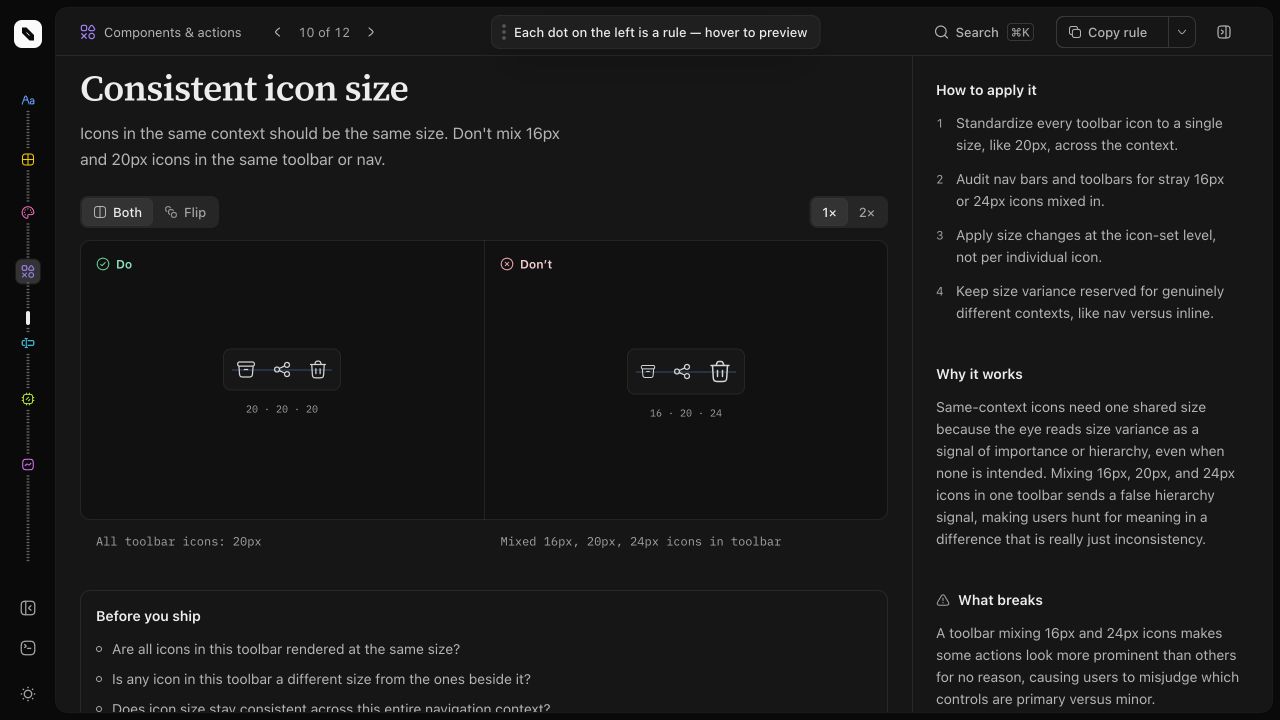 Components & actions
10 of 12
Each dot on the left is a rule — hover to preview
Search ⌘K
Copy rule
Aa
Consistent icon size
Icons in the same context should be the same size. Don't mix 16px
and 20px icons in the same toolbar or nav.
Both
Flip
1×
2×
Do
Don't
20 · 20 · 20
16 · 20 · 24
All toolbar icons: 20px
Mixed 16px, 20px, 24px icons in toolbar
Before you ship
Are all icons in this toolbar rendered at the same size?
Is any icon in this toolbar a different size from the ones beside it?
Does icon size stay consistent across this entire navigation context?
How to apply it
1 Standardize every toolbar icon to a single
size, like 20px, across the context.
2 Audit nav bars and toolbars for stray 16px
or 24px icons mixed in.
3 Apply size changes at the icon-set level,
not per individual icon.
4 Keep size variance reserved for genuinely
different contexts, like nav versus inline.
Why it works
Same-context icons need one shared size
because the eye reads size variance as a
signal of importance or hierarchy, even when
none is intended. Mixing 16px, 20px, and 24px
icons in one toolbar sends a false hierarchy
signal, making users hunt for meaning in a
difference that is really just inconsistency.
What breaks
A toolbar mixing 16px and 24px icons makes
some actions look more prominent than others
for no reason, causing users to misjudge which
controls are primary versus minor.